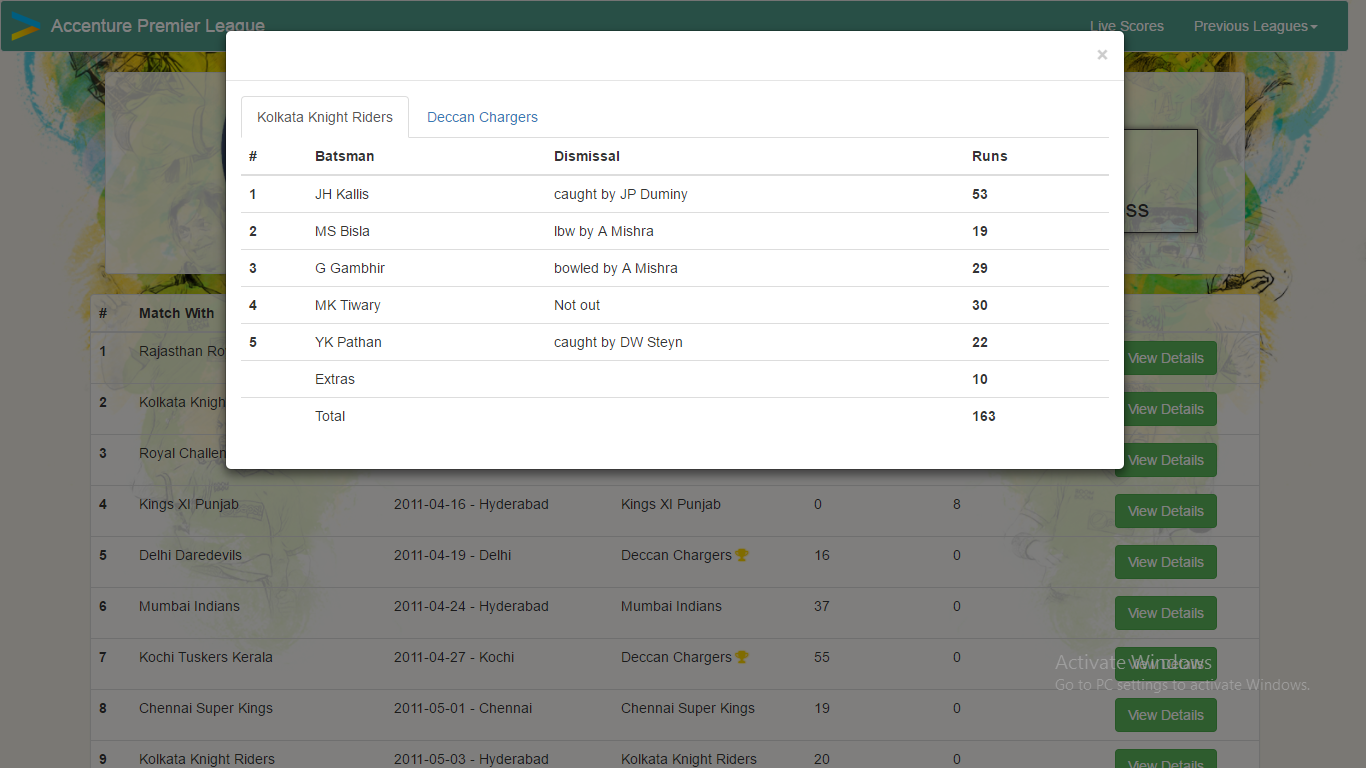 Accenture Premier League Live Scores Previous Leagues
×
Kolkata Knight Riders Deccan Chargers
# Batsman Dismissal Runs
1 JH Kallis caught by JP Duminy 53
2 MS Bisla lbw by A Mishra 19
3 G Gambhir bowled by A Mishra 29
4 MK Tiwary Not out 30
5 YK Pathan caught by DW Steyn 22
Extras 10
Total 163
ss
# Match With
1 Rajasthan Ro View Details
2 Kolkata Knigh View Details
3 Royal Challen View Details
4 Kings XI Punjab 2011-04-16 - Hyderabad Kings XI Punjab 0 8 View Details
5 Delhi Daredevils 2011-04-19 - Delhi Deccan Chargers 16 0 View Details
6 Mumbai Indians 2011-04-24 - Hyderabad Mumbai Indians 37 0 View Details
7 Kochi Tuskers Kerala 2011-04-27 - Kochi Deccan Chargers 55 0 View Details
Activate Windows
Go to PC settings to activate Windows.
8 Chennai Super Kings 2011-05-01 - Chennai Chennai Super Kings 19 0 View Details
9 Kolkata Knight Riders 2011-05-03 - Hyderabad Kolkata Knight Riders 20 0 View Details